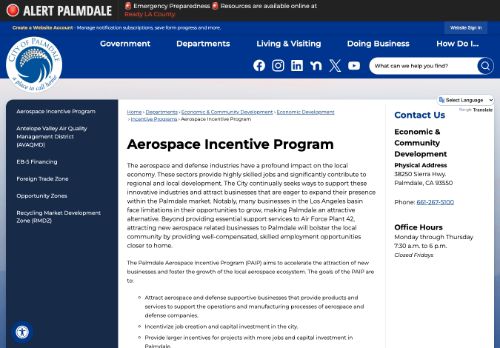 ALERT PALMDALE
🚨 Emergency Preparedness 🚨 Resources are available online at
Ready LA County.
Create a Website Account - Manage notification subscriptions, save form progress and more.
Website Sign In
CITY OF PALMDALE
a place to call home
Government
Departments
Living & Visiting
Doing Business
How Do I...
What can we help you find?
Select Language
Google Translate
Aerospace Incentive Program
Antelope Valley Air Quality
Management District
(AVAQMD)
EB-5 Financing
Foreign Trade Zone
Opportunity Zones
Recycling Market Development
Zone (RMDZ)
Home › Departments › Economic & Community Development › Economic Development
› Incentive Programs › Aerospace Incentive Program
Aerospace Incentive Program
The aerospace and defense industries have a profound impact on the local
economy. These sectors provide highly skilled jobs and significantly contribute to
regional and local development. The City continually seeks ways to support these
innovative industries and attract businesses that are eager to expand their presence
within the Palmdale market. Notably, many businesses in the Los Angeles basin
face limitations in their opportunities to grow, making Palmdale an attractive
alternative. Beyond providing essential support services to Air Force Plant 42,
attracting new aerospace related businesses to Palmdale will bolster the local
community by providing well-compensated, skilled employment opportunities
closer to home.
The Palmdale Aerospace Incentive Program (PAIP) aims to accelerate the attraction of new
businesses and foster the growth of the local aerospace ecosystem. The goals of the PAIP are
to:
• Attract aerospace and defense supportive businesses that provide products and
services to support the operations and manufacturing processes of aerospace and
defense companies.
• Incentivize job creation and capital investment in the city.
• Provide larger incentives for projects with more jobs and capital investment in
Palmdale.
Contact Us
Economic &
Community
Development
Physical Address
38250 Sierra Hwy.
Palmdale, CA 93550
Phone: 661-267-5100
Office Hours
Monday through Thursday
7:30 a.m. to 6 p.m.
Closed Fridays